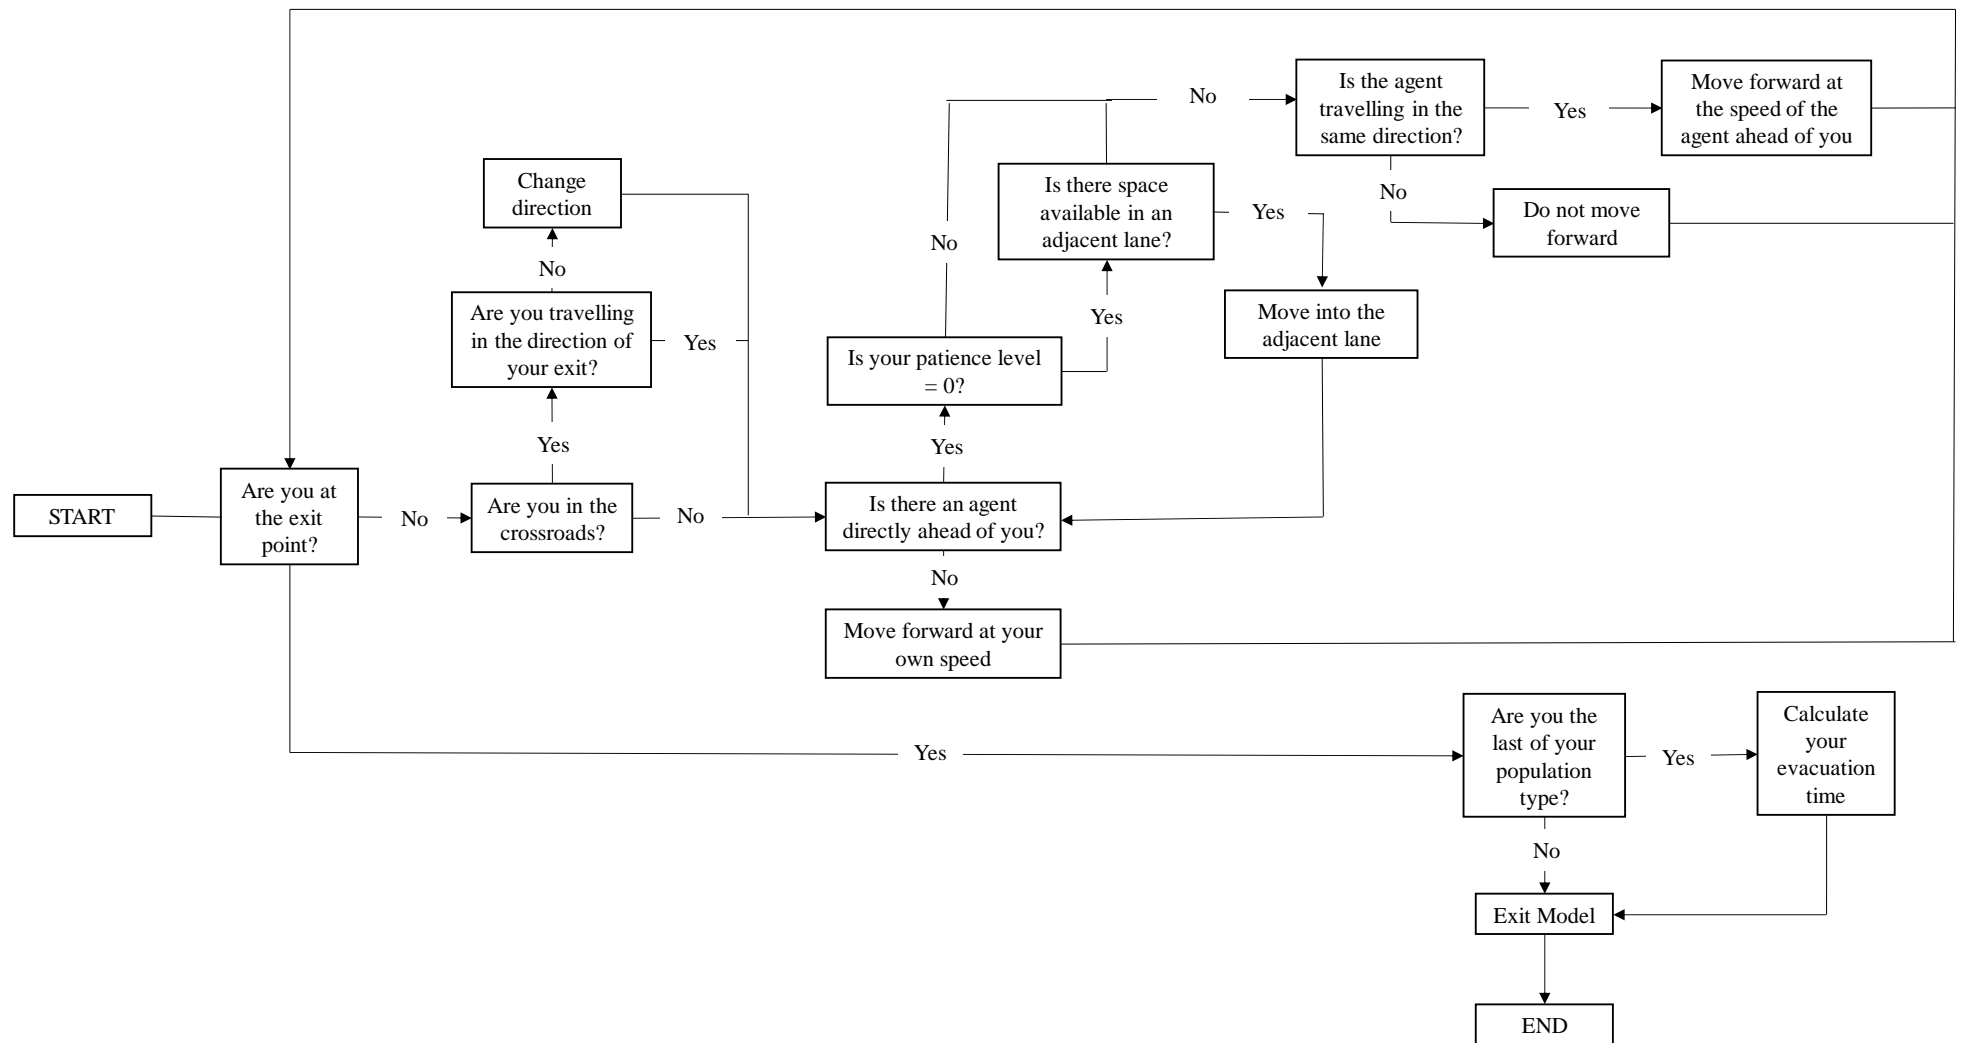 START
Are you at
the exit
point?
No
Are you in the
crossroads?
Yes
Are you travelling
in the direction of
your exit?
No
Change
direction
Yes
No
Is there an agent
directly ahead of you?
Yes
Is your patience level
= 0?
No
Yes
Is there space
available in an
adjacent lane?
Yes
Move into the
adjacent lane
No
Is the agent
travelling in the
same direction?
Yes
Move forward at
the speed of the
agent ahead of you
No
Do not move
forward
No
Move forward at your
own speed
Yes
Are you the
last of your
population
type?
Yes
Calculate
your
evacuation
time
No
Exit Model
END